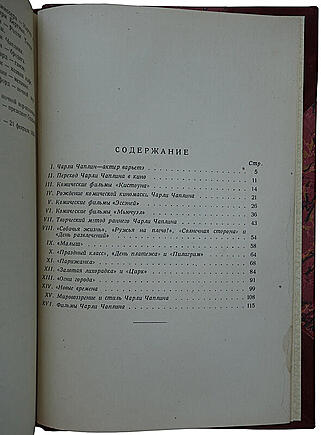 СОДЕРЖАНИЕ
Стр.
I. Чарли Чаплин—актер варьетэ 5
II. Переход Чарли Чаплина в кино 11
III. Комические фильмы «Кистоуна» 14
IV. Рождение комической киномаски Чарли Чаплина 21
V. Комические фильмы «Эссеней» 26
VI. Комические фильмы «Мьючуэл» 36
VII. Творческий метод раннего Чарли Чаплина 43
VIII. «Собачья жизнь», «Ружья на плечо!», «Солнечная сторона» и
«День развлечений» 54
IX. «Малыш» 58
X. «Праздный класс», «День платежа» и «Пилигрим» 64
XI. «Парижанка» 68
XII. «Золотая лихорадка» и «Цирк» 84
XIII. «Огни города» 91
XIV. «Новые времена» 99
XV. Мировоззрение и стиль Чарли Чаплина 108
XVI. Фильмы Чарли Чаплина 115